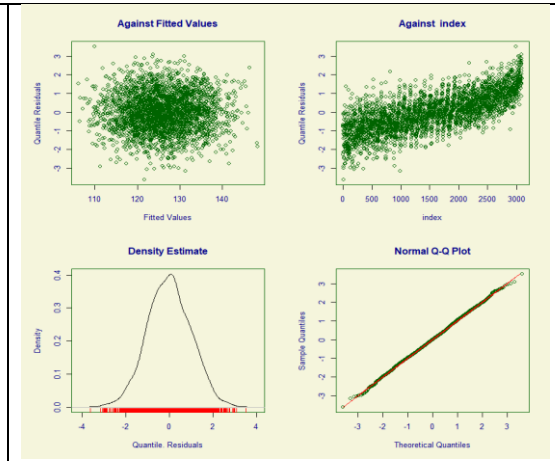 Against Fitted Values
Quantile Residuals
3
2
1
0
-1
-2
-3
110 120 130 140
Fitted Values
Against index
Quantile Residuals
3
2
1
0
-1
-2
-3
0 500 1000 1500 2000 2500 3000
index
Density Estimate
Density
0.4
0.3
0.2
0.1
0.0
-4 -2 0 2 4
Quantile. Residuals
Normal Q-Q Plot
Sample Quantiles
3
2
1
0
-1
-2
-3
-3 -2 -1 0 1 2 3
Theoretical Quantiles